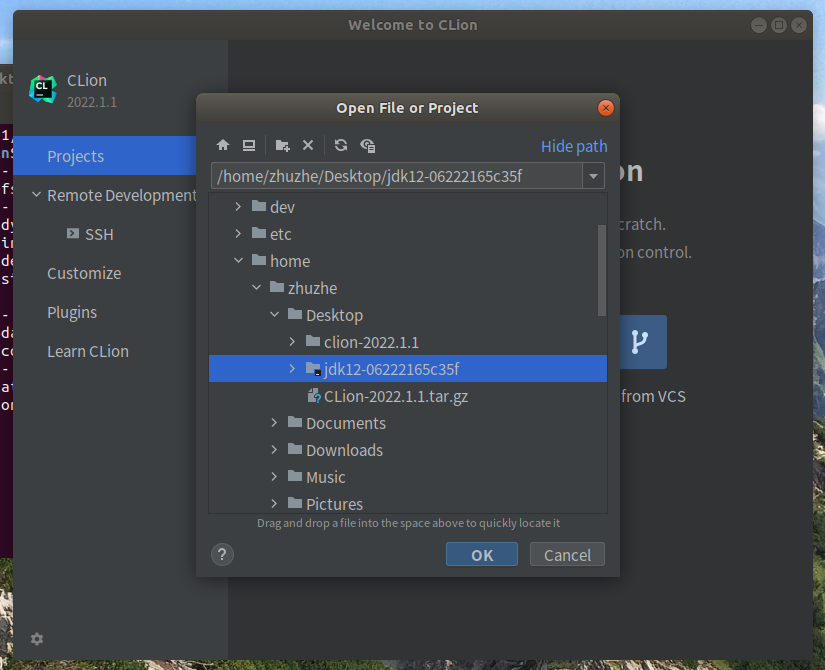 Welcome to CLion
CL
CLion
2022.1.1
Projects
Remote Development
SSH
Customize
Plugins
Learn CLion
Open File or Project
Hide path
/home/zhuzhe/Desktop/jdk12-06222165c35f
dev
etc
home
zhuzhe
Desktop
clion-2022.1.1
jdk12-06222165c35f
CLion-2022.1.1.tar.gz
Documents
Downloads
Music
Pictures
Drag and drop a file into the space above to quickly locate it
?
OK
Cancel
on
cratch.
on control.
from VCS